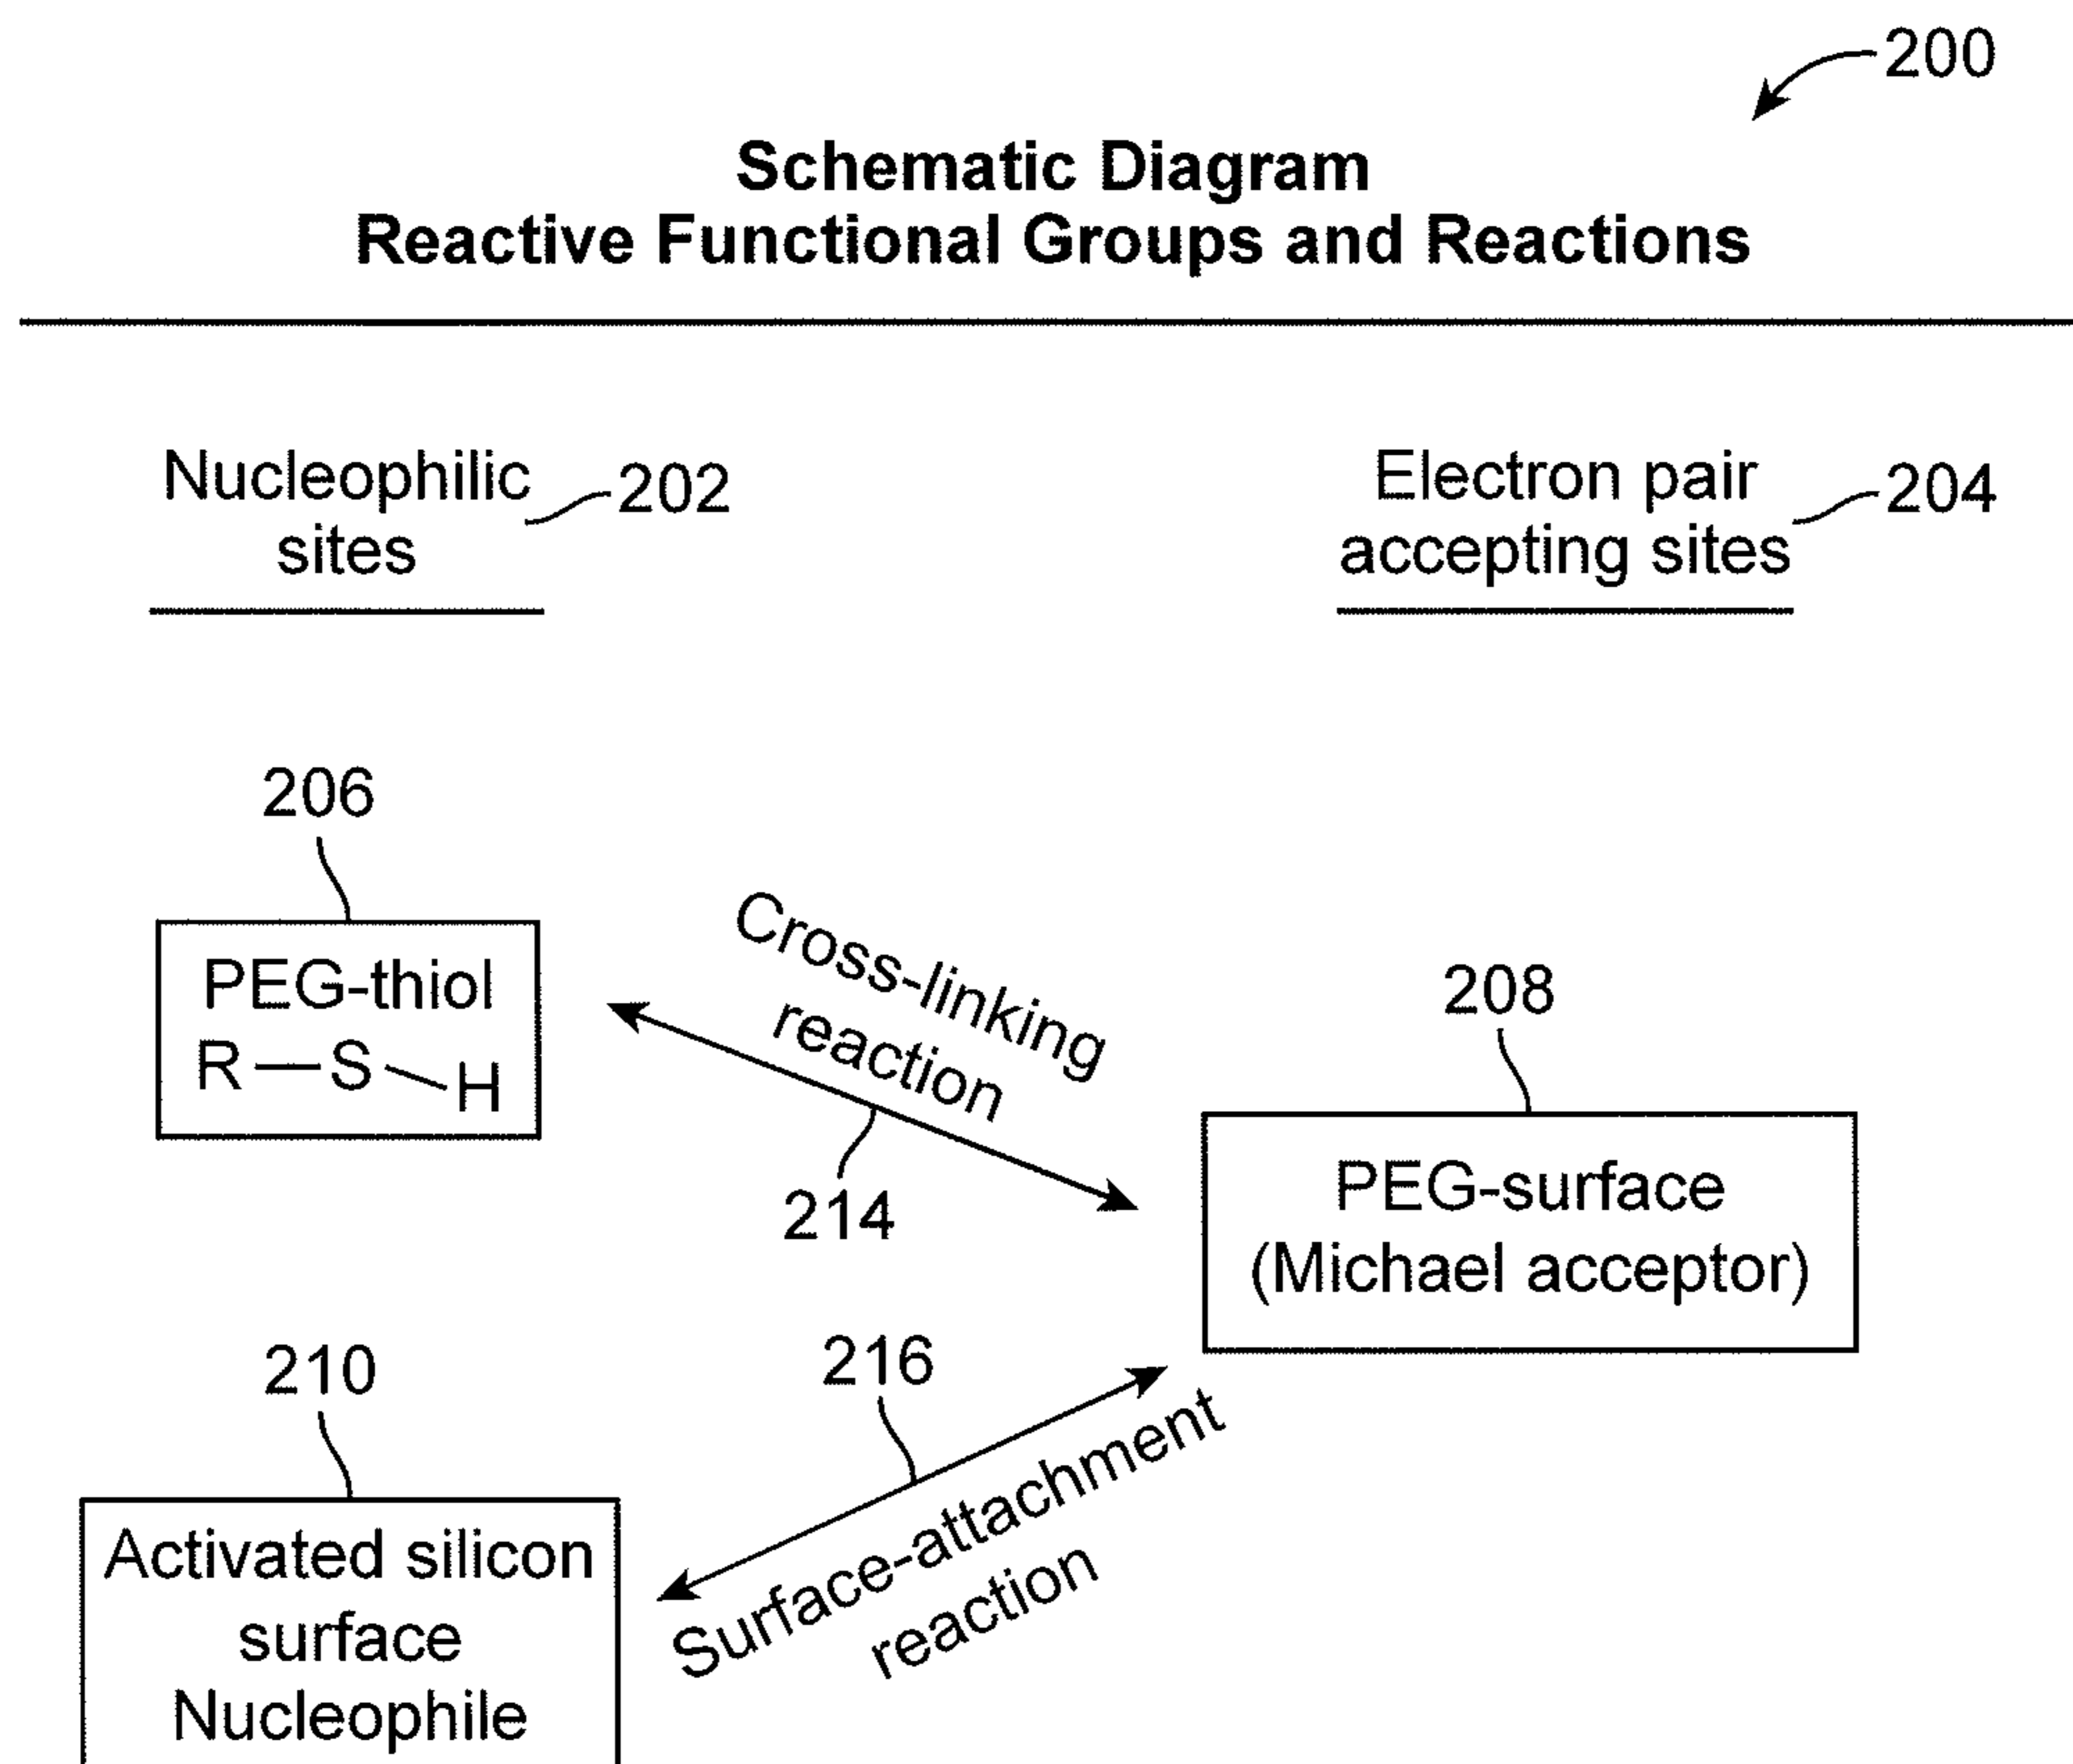 200
Schematic Diagram
Reactive Functional Groups and Reactions
Nucleophilic
sites
202
Electron pair
accepting sites
204
206
PEG-thiol
R—S—H
Cross-linking
reaction
214
208
PEG-surface
(Michael acceptor)
210
Activated silicon
surface
Nucleophile
216
Surface-attachment
reaction